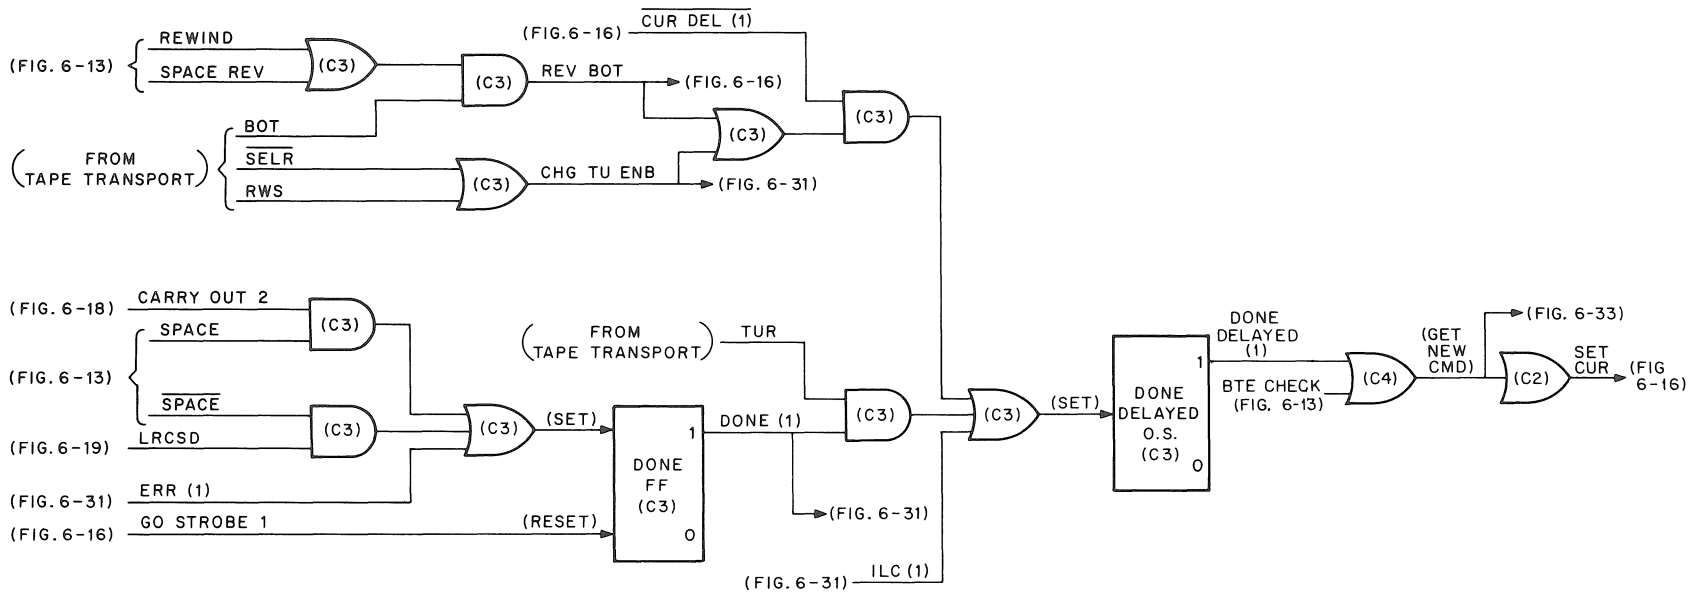 CUR DEL (1)
(FIG. 6-16)
REWIND
(FIG. 6-13)
SPACE REV
(C3)
(C3)
REV BOT
(FIG. 6-16)
BOT
(C3)
(C3)
(FROM
TAPE TRANSPORT)
SELR
RWS
(C3)
CHG TU ENB
(FIG. 6-31)
(FIG. 6-18)
CARRY OUT 2
SPACE
(C3)
(FIG. 6-13)
SPACE
(FIG. 6-19)
LRCSD
(C3)
(C3)
(SET)
(FIG. 6-31)
ERR (1)
(FIG. 6-16)
GO STROBE 1
(RESET)
1
DONE
FF
(C3)
0
(FROM
TAPE TRANSPORT)
TUR
DONE (1)
(C3)
(FIG. 6-31)
(FIG. 6-31)
ILC (1)
(C3)
(SET)
1
DONE
DELAYED
O.S.
(C3)
0
DONE
DELAYED
(1)
BTE CHECK
(FIG. 6-13)
(C4)
(GET
NEW
CMD)
(FIG. 6-33)
(C2)
SET
CUR
(FIG
6-16)